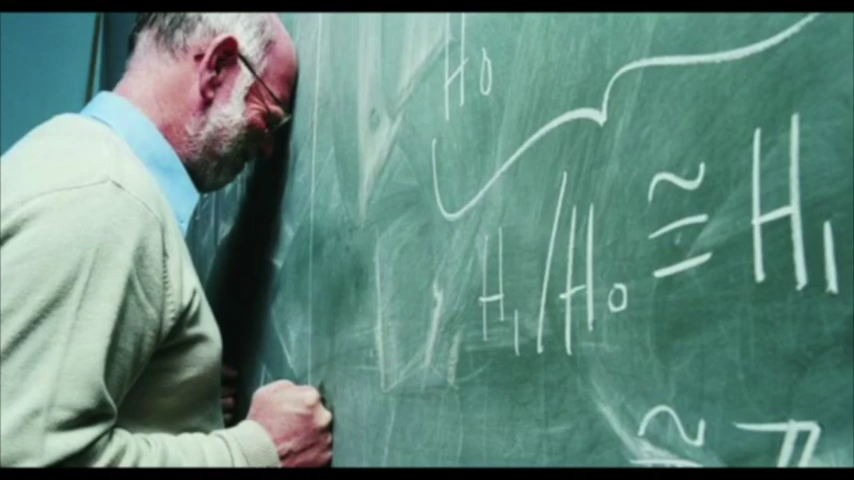 H₀
H₁/H₀ ≅ H₁
≅